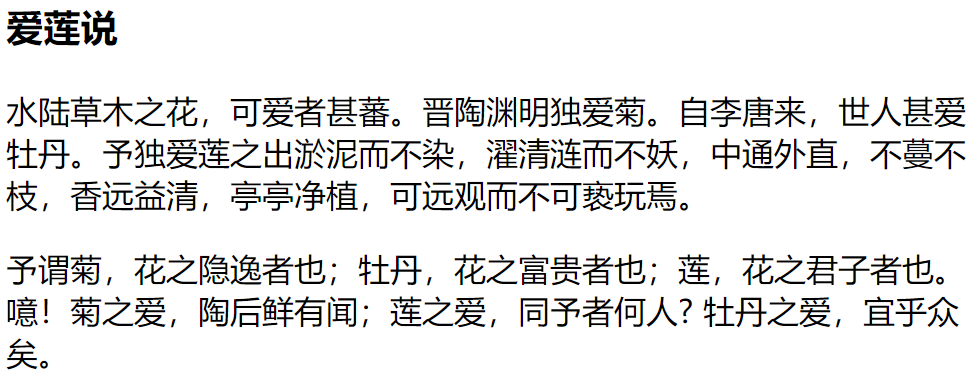 爱莲说
水陆草木之花，可爱者甚蕃。晋陶渊明独爱菊。自李唐来，世人甚爱
牡丹。予独爱莲之出淤泥而不染，濯清涟而不妖，中通外直，不蔓不
枝，香远益清，亭亭净植，可远观而不可亵玩焉。
予谓菊，花之隐逸者也；牡丹，花之富贵者也；莲，花之君子者也。
噫！菊之爱，陶后鲜有闻；莲之爱，同予者何人? 牡丹之爱，宜乎众
矣。